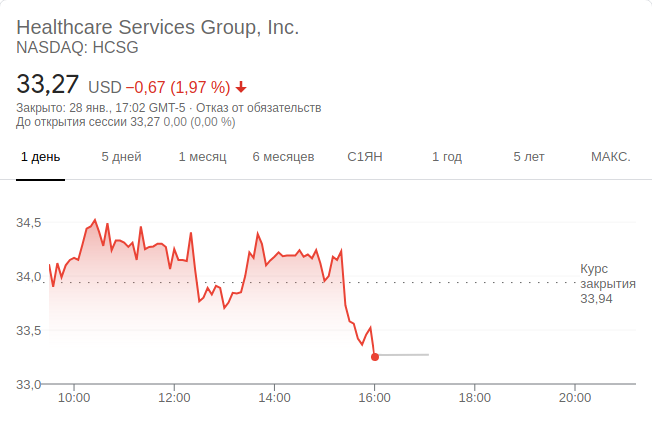 Healthcare Services Group, Inc.
NASDAQ: HCSG
33,27 USD −0,67 (1,97 %)
Закрыто: 28 янв., 17:02 GMT-5 · Отказ от обязательств
До открытия сессии 33,27 0,00 (0,00 %)
1 день 5 дней 1 месяц 6 месяцев С1ЯН 1 год 5 лет МАКС.
34,5
34,0
33,5
33,0
Курс
закрытия
33,94
10:00 12:00 14:00 16:00 18:00 20:00